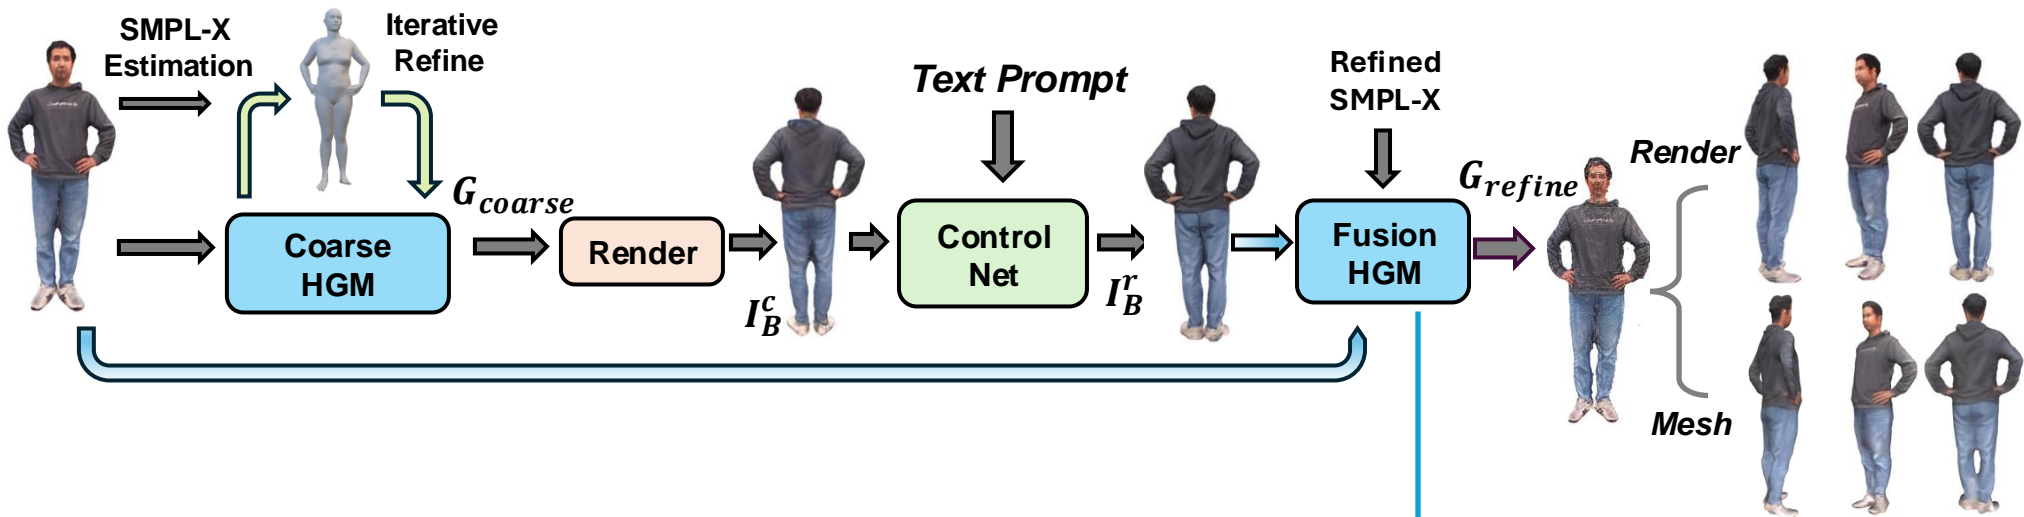 SMPL-X
Estimation
Iterative
Refine
Coarse
HGM
G_coarse
Render
I_B^c
Text Prompt
Control
Net
I_B^r
Refined
SMPL-X
Fusion
HGM
G_refine
Render
Mesh